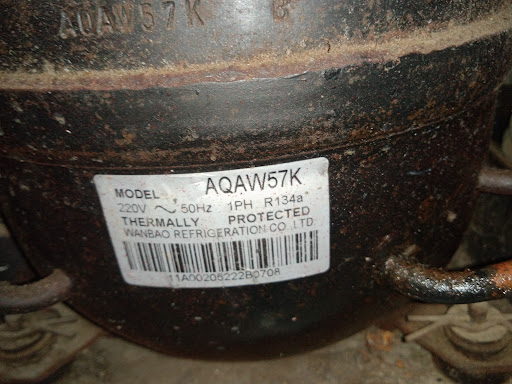 AQAW57K B
MODEL AQAW57K
220V ~ 50Hz 1PH R134a
THERMALLY PROTECTED
WANBAO REFRIGERATION CO.,LTD
11A00205222B0708